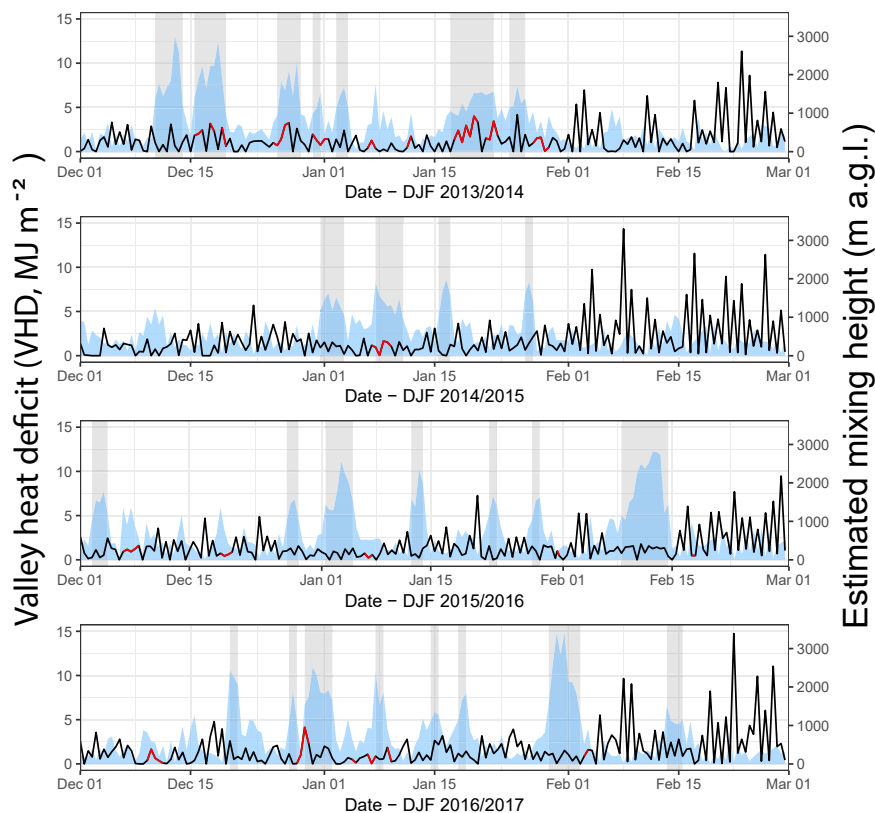 Valley heat deficit (VHD, MJ m⁻² )
Estimated mixing height (m a.g.l.)
15
10
5
0
3000
2000
1000
0
Dec 01
Dec 15
Jan 01
Jan 15
Feb 01
Feb 15
Mar 01
Date − DJF 2013/2014
15
10
5
0
3000
2000
1000
0
Dec 01
Dec 15
Jan 01
Jan 15
Feb 01
Feb 15
Mar 01
Date − DJF 2014/2015
15
10
5
0
3000
2000
1000
0
Dec 01
Dec 15
Jan 01
Jan 15
Feb 01
Feb 15
Mar 01
Date − DJF 2015/2016
15
10
5
0
3000
2000
1000
0
Dec 01
Dec 15
Jan 01
Jan 15
Feb 01
Feb 15
Mar 01
Date − DJF 2016/2017